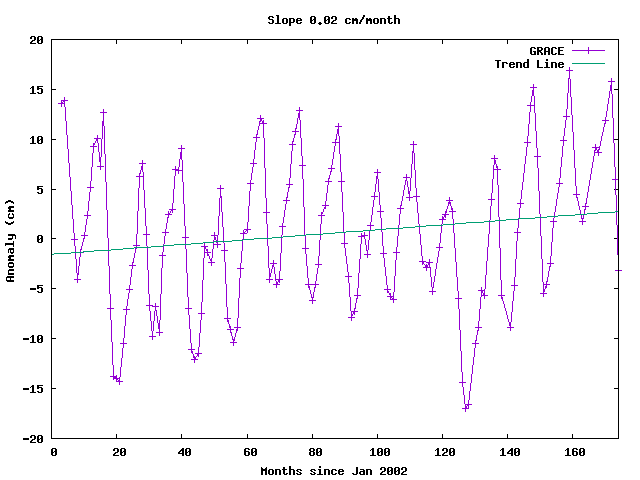 Slope 0.02 cm/month
20
15
10
5
0
-5
-10
-15
-20
Anomaly (cm)
GRACE
Trend Line
0 20 40 60 80 100 120 140 160
Months since Jan 2002